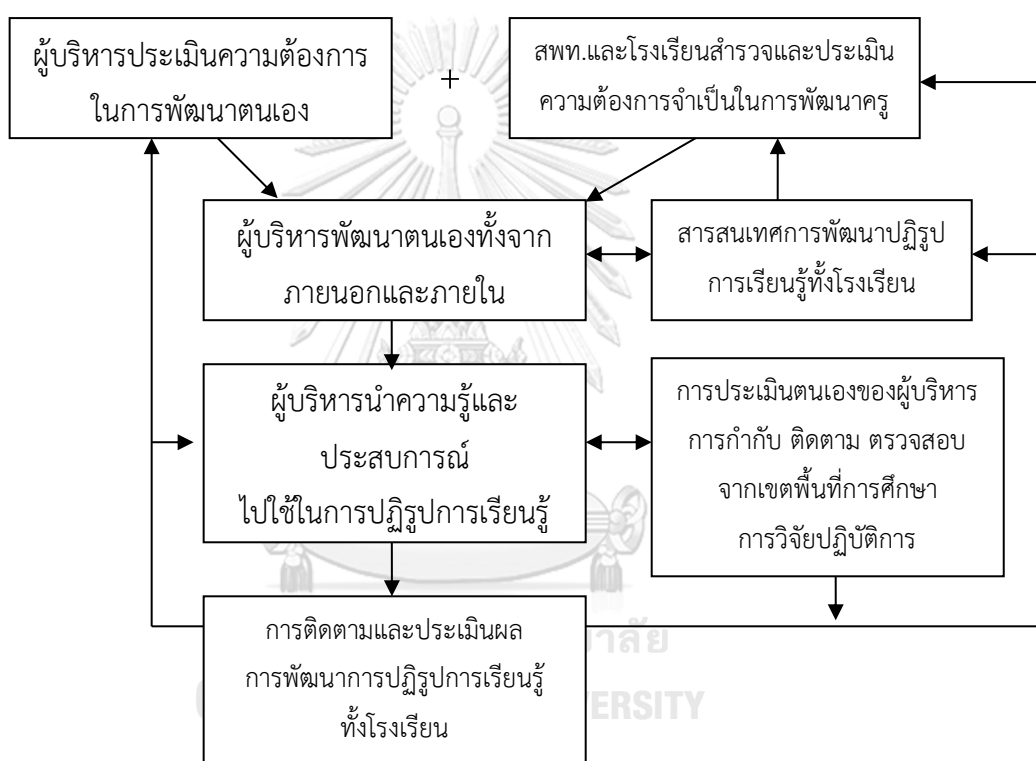 ผู้บริหารประเมินความต้องการ
ในการพัฒนาตนเอง
+
สพท.และโรงเรียนสำรวจและประเมิน
ความต้องการจำเป็นในการพัฒนาครู
ผู้บริหารพัฒนาตนเองทั้งจาก
ภายนอกและภายใน
สารสนเทศการพัฒนาปฏิรูป
การเรียนรู้ทั้งโรงเรียน
ผู้บริหารนำความรู้และ
ประสบการณ์
ไปใช้ในการปฏิรูปการเรียนรู้
การประเมินตนเองของผู้บริหาร
การกำกับ ติดตาม ตรวจสอบ
จากเขตพื้นที่การศึกษา
การวิจัยปฏิบัติการ
การติดตามและประเมินผล
การพัฒนาการปฏิรูปการเรียนรู้
ทั้งโรงเรียน